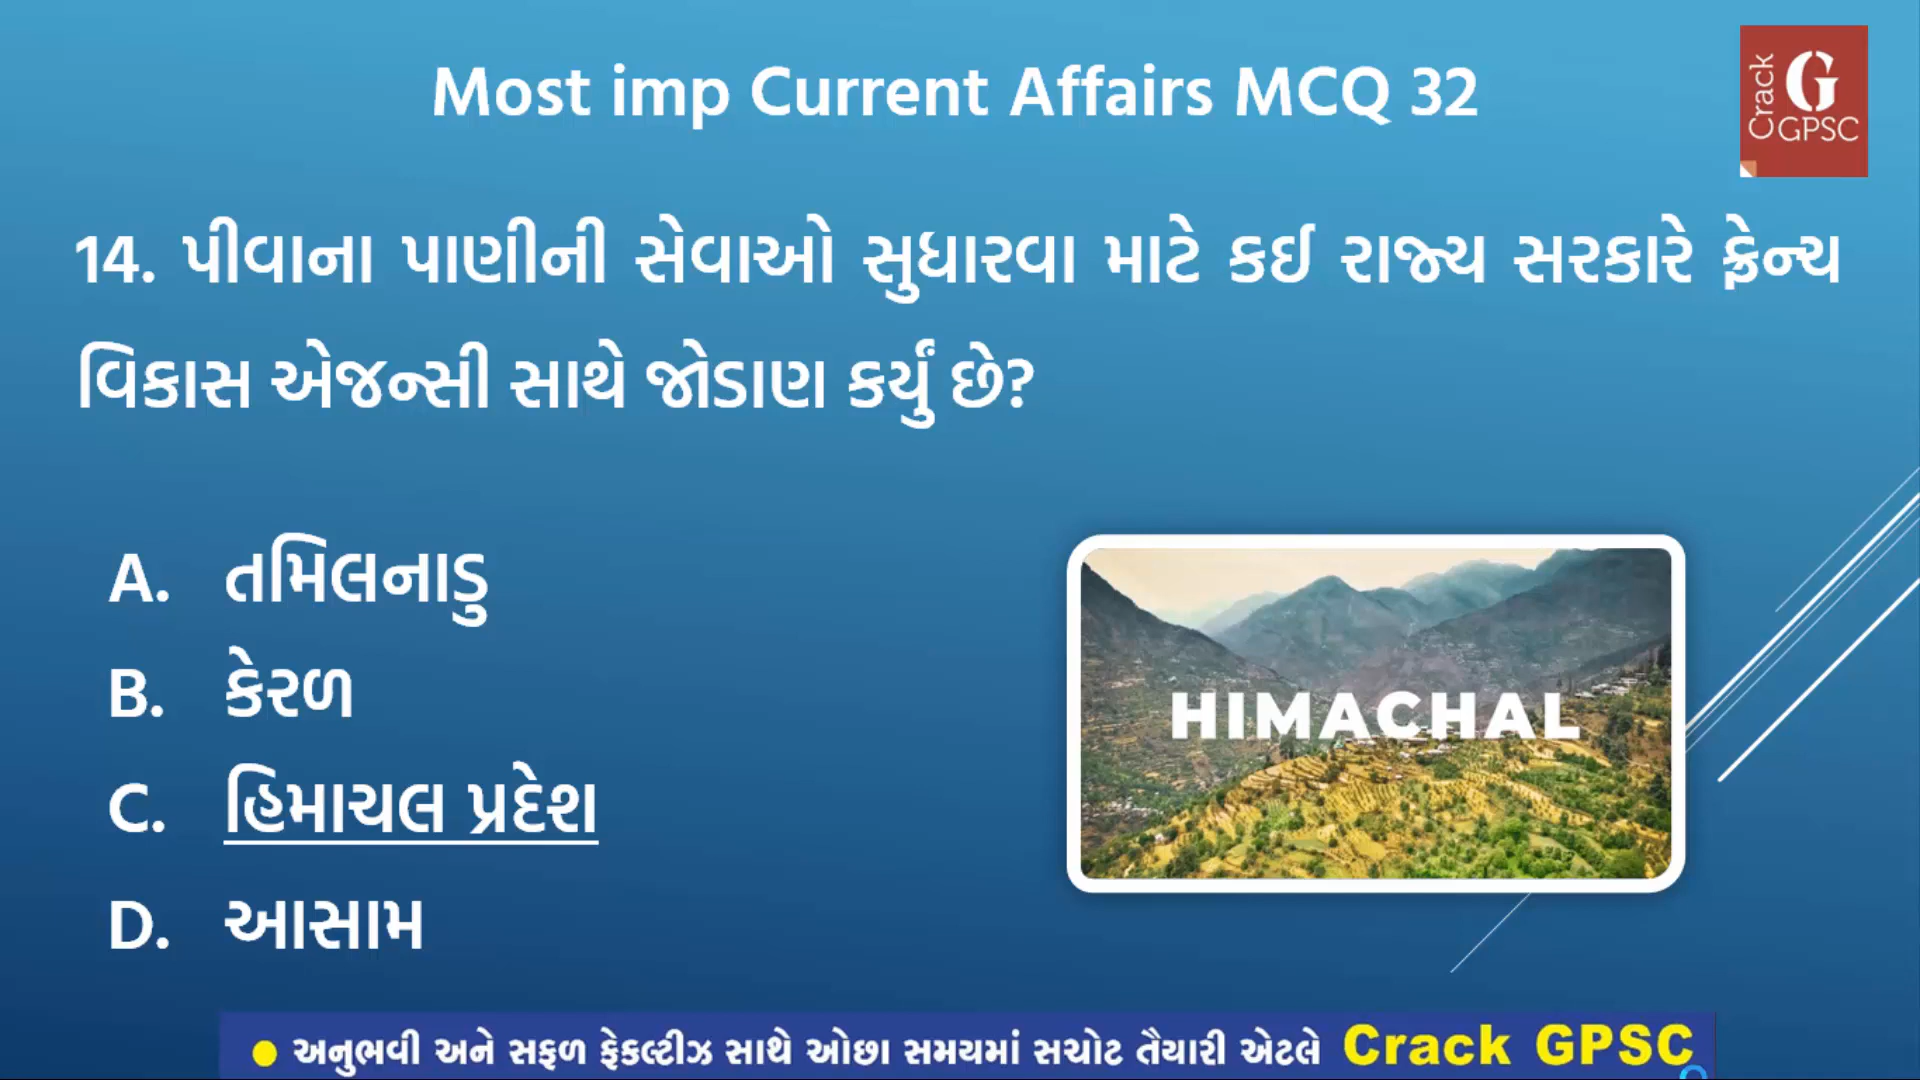 Most imp Current Affairs MCQ 32
Crack
G
GPSC
14. પીવાના પાણીની સેવાઓ સુધારવા માટે કઈ રાજ્ય સરકારે ફ્રેન્ચ
વિકાસ એજન્સી સાથે જોડાણ કર્યું છે?
A. તમિલનાડુ
B. કેરળ
C. હિમાચલ પ્રદેશ
D. આસામ
HIMACHAL
● અનુભવી અને સફળ ફેકલ્ટીઝ સાથે ઓછા સમયમાં સચોટ તૈયારી એટલે Crack GPSC